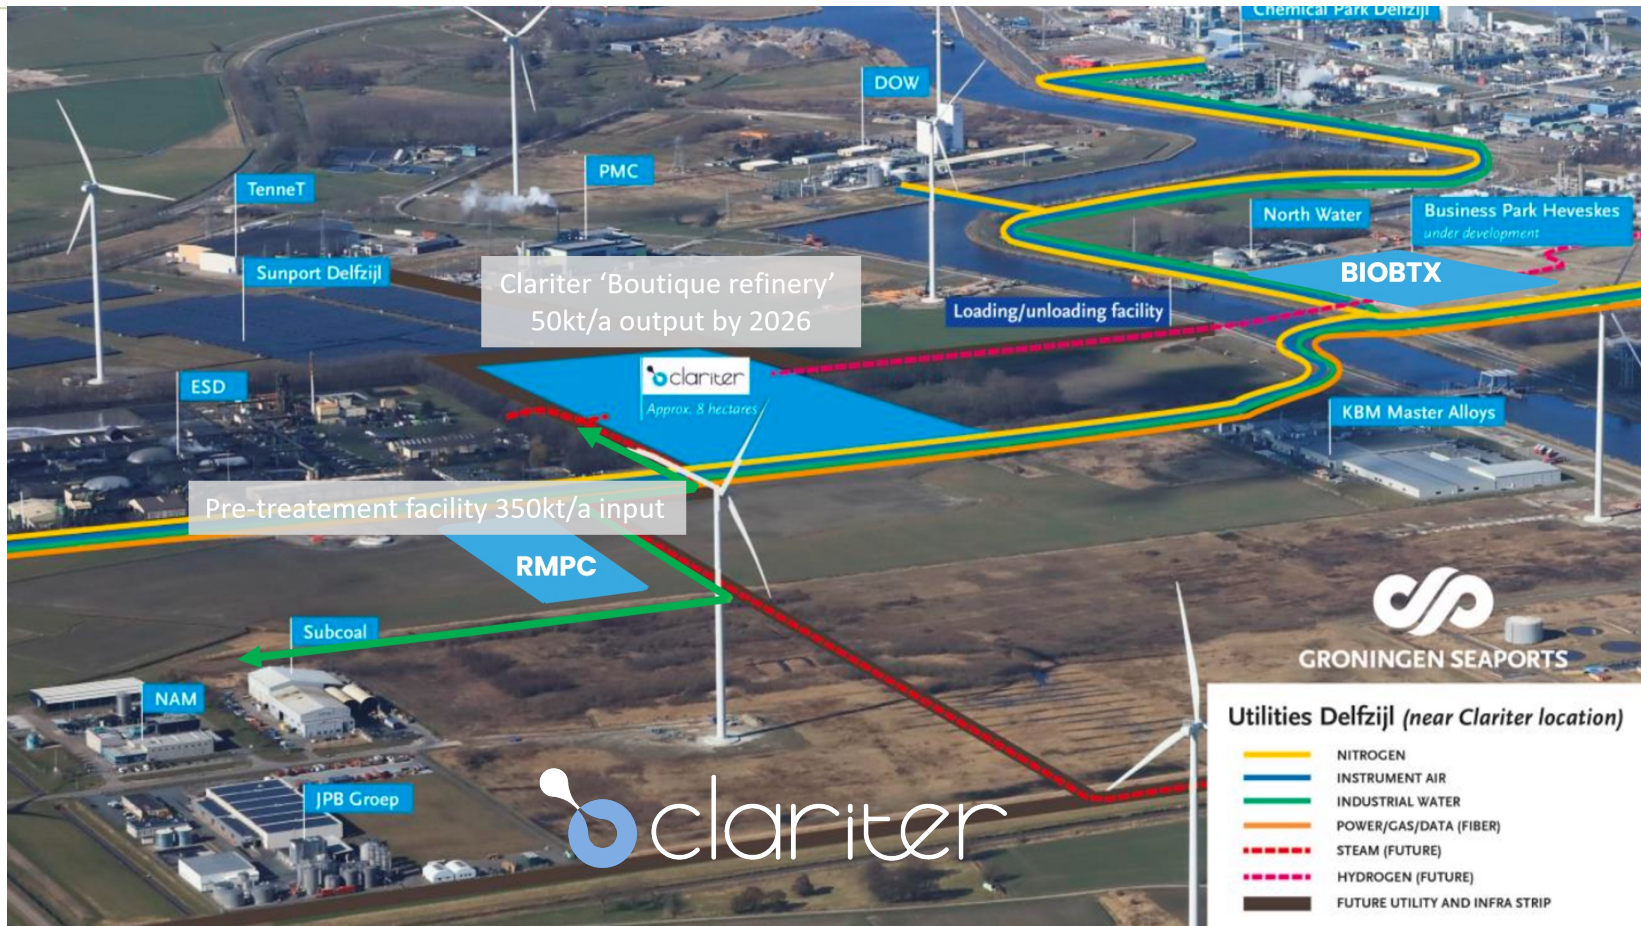 Chemical Park Delfzijl
DOW
PMC
TenneT
Sunport Delfzijl
North Water
Business Park Heveskes
under development
BIOBTX
Clariter ‘Boutique refinery’
50kt/a output by 2026
Loading/unloading facility
clariter
Approx. 8 hectares
ESD
KBM Master Alloys
Pre-treatement facility 350kt/a input
RMPC
Subcoal
NAM
JPB Groep
clariter
GRONINGEN SEAPORTS
Utilities Delfzijl (near Clariter location)
NITROGEN
INSTRUMENT AIR
INDUSTRIAL WATER
POWER/GAS/DATA (FIBER)
STEAM (FUTURE)
HYDROGEN (FUTURE)
FUTURE UTILITY AND INFRA STRIP